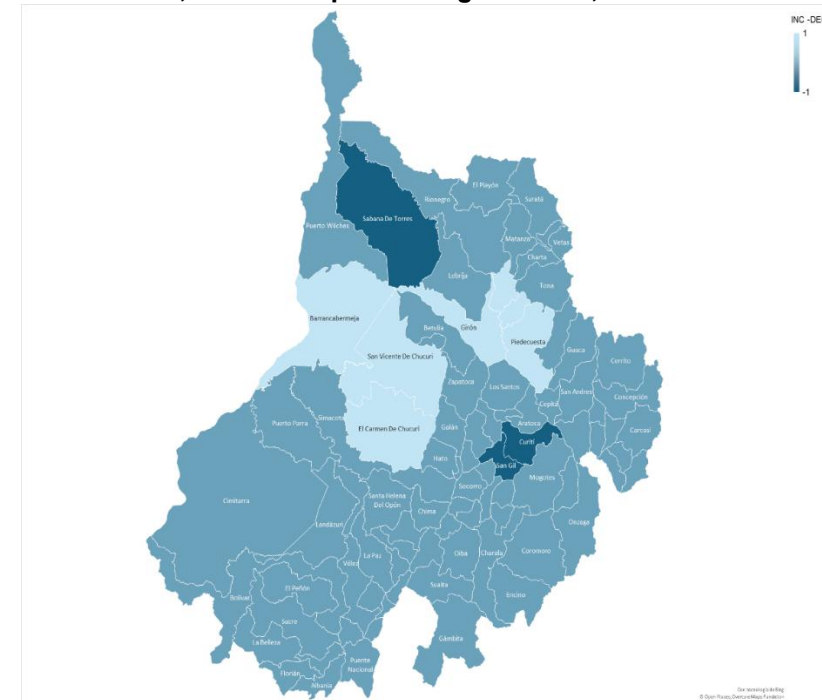 INC -DE
1
-1
El Playón
Rionegro
Suratá
Sabana De Torres
Puerto Wilches
Matanza
Vetas
Charta
Lebrija
Tona
Barrancabermeja
Betulia
Girón
Piedecuesta
San Vicente De Chucurí
Guaca
Cerrito
Zapatoca
Los Santos
San Andrés
Concepción
Cepitá
Puerto Parra
Simacota
El Carmen De Chucurí
Galán
Aratoca
Carcasí
Curití
Hato
San Gil
Mogotes
Socorro
Cimitarra
Santa Helena
Del Opón
Chima
Landázuri
Onzaga
La Paz
Oiba
Charalá
Coromoro
Vélez
Suaita
El Peñón
Encino
Bolívar
Sucre
La Belleza
Gámbita
Puente
Nacional
Florián
Albania
Con tecnología de Bing